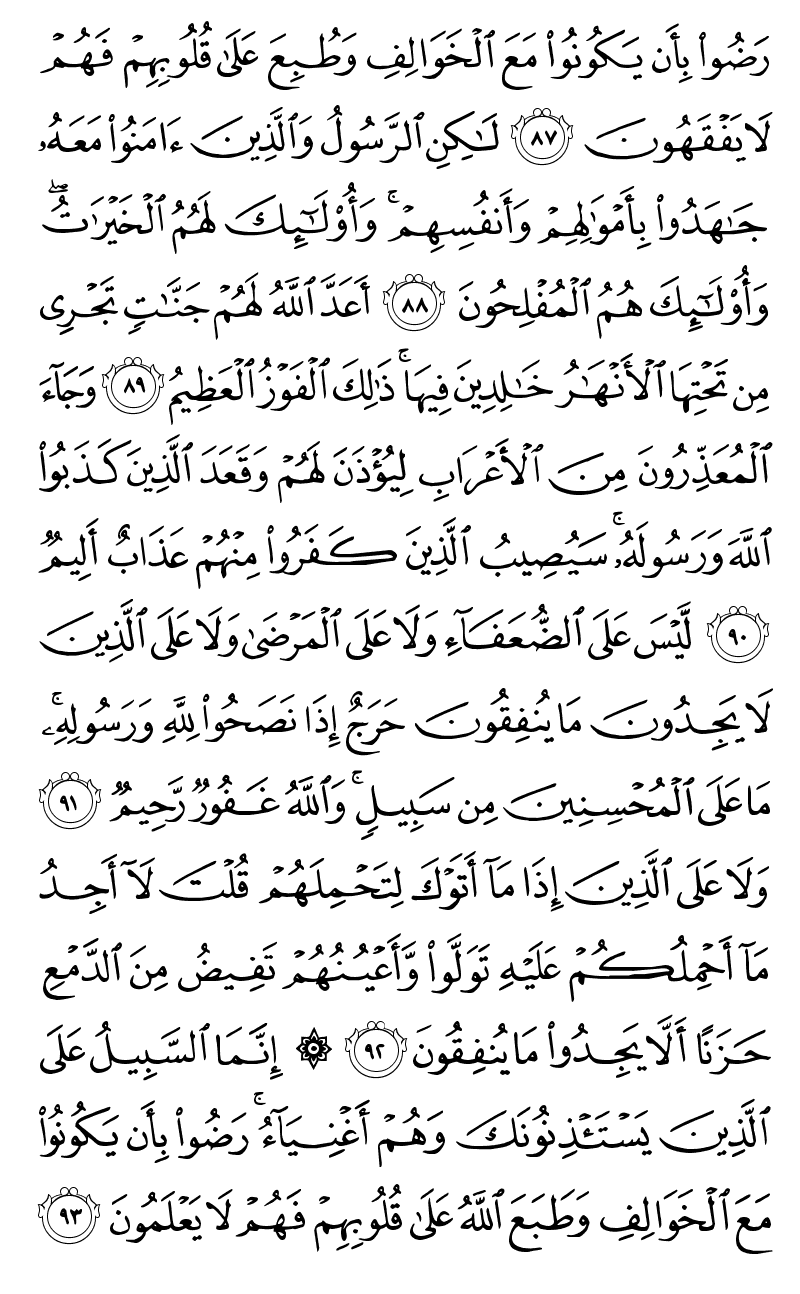 رَضُوا۟ بِأَن يَكُونُوا۟ مَعَ ٱلْخَوَالِفِ وَطُبِعَ عَلَىٰ قُلُوبِهِمْ فَهُمْ
لَا يَفْقَهُونَ ٨٧ لَـٰكِنِ ٱلرَّسُولُ وَٱلَّذِينَ ءَامَنُوا۟ مَعَهُۥ
جَـٰهَدُوا۟ بِأَمْوَٰلِهِمْ وَأَنفُسِهِمْ ۚ وَأُو۟لَـٰٓئِكَ لَهُمُ ٱلْخَيْرَٰتُ ۖ
وَأُو۟لَـٰٓئِكَ هُمُ ٱلْمُفْلِحُونَ ٨٨ أَعَدَّ ٱللَّهُ لَهُمْ جَنَّـٰتٍ تَجْرِى
مِن تَحْتِهَا ٱلْأَنْهَـٰرُ خَـٰلِدِينَ فِيهَا ۚ ذَٰلِكَ ٱلْفَوْزُ ٱلْعَظِيمُ ٨٩ وَجَآءَ
ٱلْمُعَذِّرُونَ مِنَ ٱلْأَعْرَابِ لِيُؤْذَنَ لَهُمْ وَقَعَدَ ٱلَّذِينَ كَذَبُوا۟
ٱللَّهَ وَرَسُولَهُۥ ۚ سَيُصِيبُ ٱلَّذِينَ كَفَرُوا۟ مِنْهُمْ عَذَابٌ أَلِيمٌ
٩٠ لَّيْسَ عَلَى ٱلضُّعَفَآءِ وَلَا عَلَى ٱلْمَرْضَىٰ وَلَا عَلَى ٱلَّذِينَ
لَا يَجِدُونَ مَا يُنفِقُونَ حَرَجٌ إِذَا نَصَحُوا۟ لِلَّهِ وَرَسُولِهِۦ ۚ
مَا عَلَى ٱلْمُحْسِنِينَ مِن سَبِيلٍ ۚ وَٱللَّهُ غَفُورٌ رَّحِيمٌ ٩١
وَلَا عَلَى ٱلَّذِينَ إِذَا مَآ أَتَوْكَ لِتَحْمِلَهُمْ قُلْتَ لَآ أَجِدُ
مَآ أَحْمِلُكُمْ عَلَيْهِ تَوَلَّوا۟ وَّأَعْيُنُهُمْ تَفِيضُ مِنَ ٱلدَّمْعِ
حَزَنًا أَلَّا يَجِدُوا۟ مَا يُنفِقُونَ ٩٢ ۞ إِنَّمَا ٱلسَّبِيلُ عَلَى
ٱلَّذِينَ يَسْتَـْٔذِنُونَكَ وَهُمْ أَغْنِيَآءُ ۚ رَضُوا۟ بِأَن يَكُونُوا۟
مَعَ ٱلْخَوَالِفِ وَطَبَعَ ٱللَّهُ عَلَىٰ قُلُوبِهِمْ فَهُمْ لَا يَعْلَمُونَ ٩٣